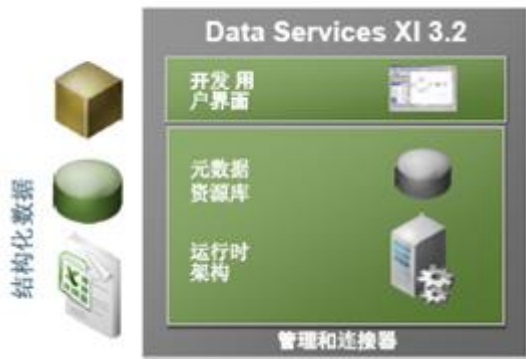 Data Services XI 3.2
开发 用
户界面
元数据
资源库
运行时
架构
管理和连接器
结构化数据